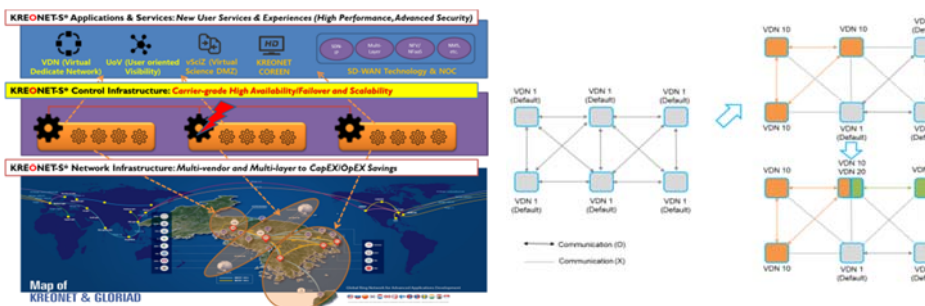 KREONET-S* Applications & Services: New User Services & Experiences (High Performance, Advanced Security)
VDN (Virtual
Dedicate Network)
UoV (User oriented
Visibility)
vSciZ (Virtual
Science DMZ)
HD
KREONET
COREEN
VDN
IP
Multi-
Layer
NFV/
SD-WAN Technology & NOC
KREONET-S* Control Infrastructure: Carrier-grade High Availability/Failover and Scalability
KREONET-S* Network Infrastructure: Multi-vendor and Multi-layer to CapEX/OpEX Savings
Map of
KREONET & GLORIAD
VDN 1
(Default)
VDN 1
(Default)
VDN 1
(Default)
VDN 1
(Default)
VDN 1
(Default)
VDN 1
(Default)
Communication (O)
Communication (X)
VDN 10
VDN 10
VDN 10
VDN 1
(Default)
VDN 10
VDN 10
VDN 20
VDN 10
VDN 1
(Default)